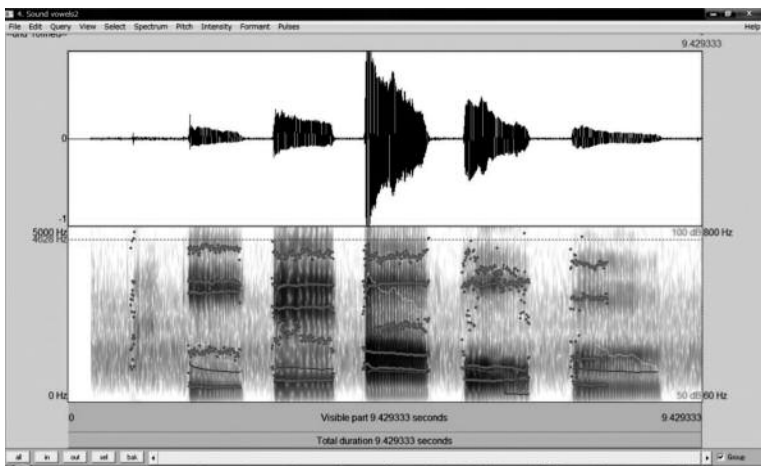 4. Sound vowels2
File Edit Query View Select Spectrum Pitch Intensity Formant Pulses Help
9.429333
0
-1
5000 Hz 100 dB 800 Hz
4628 Hz
0 Hz 50 dB 60 Hz
0 Visible part 9.429333 seconds 9.429333
Total duration 9.429333 seconds
all in out sel bak Group